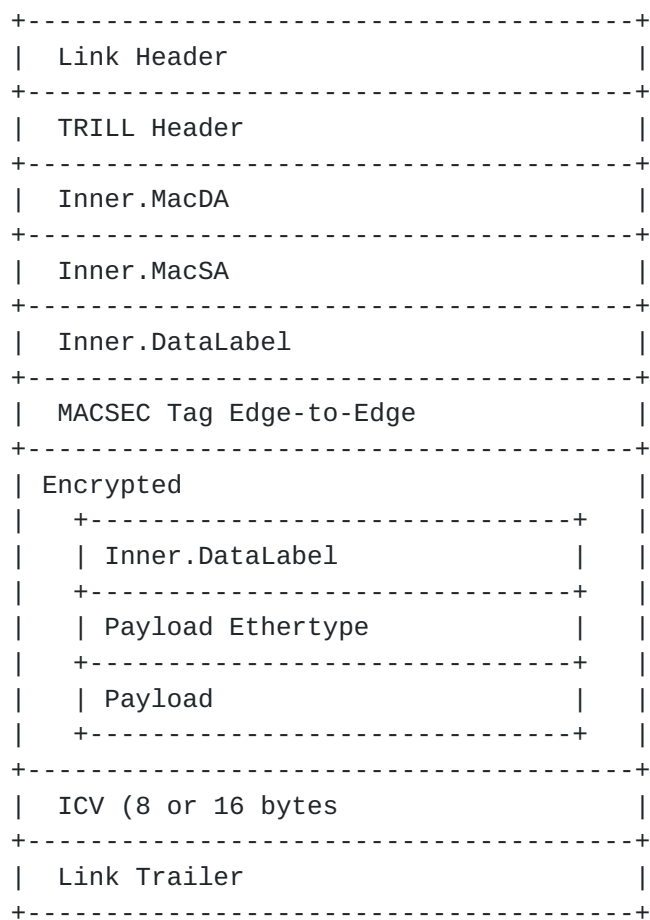 Link Header
TRILL Header
Inner.MacDA
Inner.MacSA
Inner.DataLabel
MACSEC Tag Edge-to-Edge
Encrypted
Inner.DataLabel
Payload Ethertype
Payload
ICV (8 or 16 bytes
Link Trailer